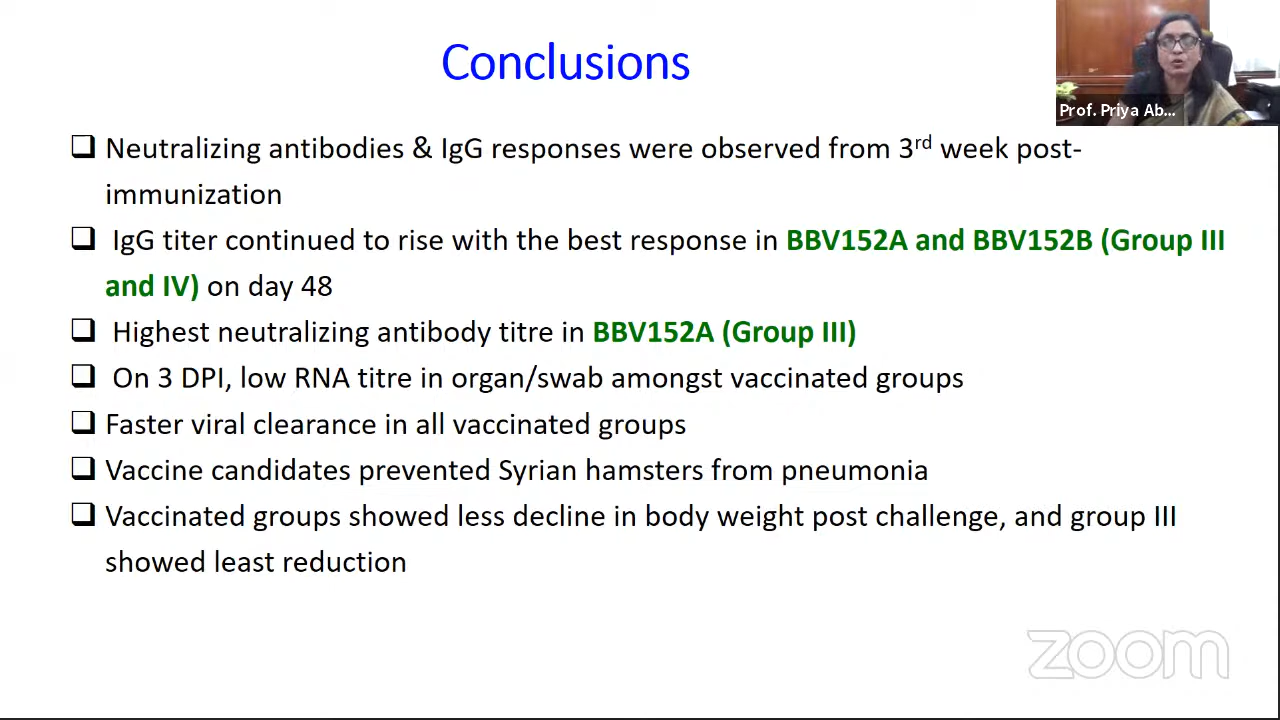 Conclusions
Prof. Priya Ab...
❑ Neutralizing antibodies & IgG responses were observed from 3rd week post-
immunization
❑ IgG titer continued to rise with the best response in BBV152A and BBV152B (Group III
and IV) on day 48
❑ Highest neutralizing antibody titre in BBV152A (Group III)
❑ On 3 DPI, low RNA titre in organ/swab amongst vaccinated groups
❑ Faster viral clearance in all vaccinated groups
❑ Vaccine candidates prevented Syrian hamsters from pneumonia
❑ Vaccinated groups showed less decline in body weight post challenge, and group III
showed least reduction
zoom